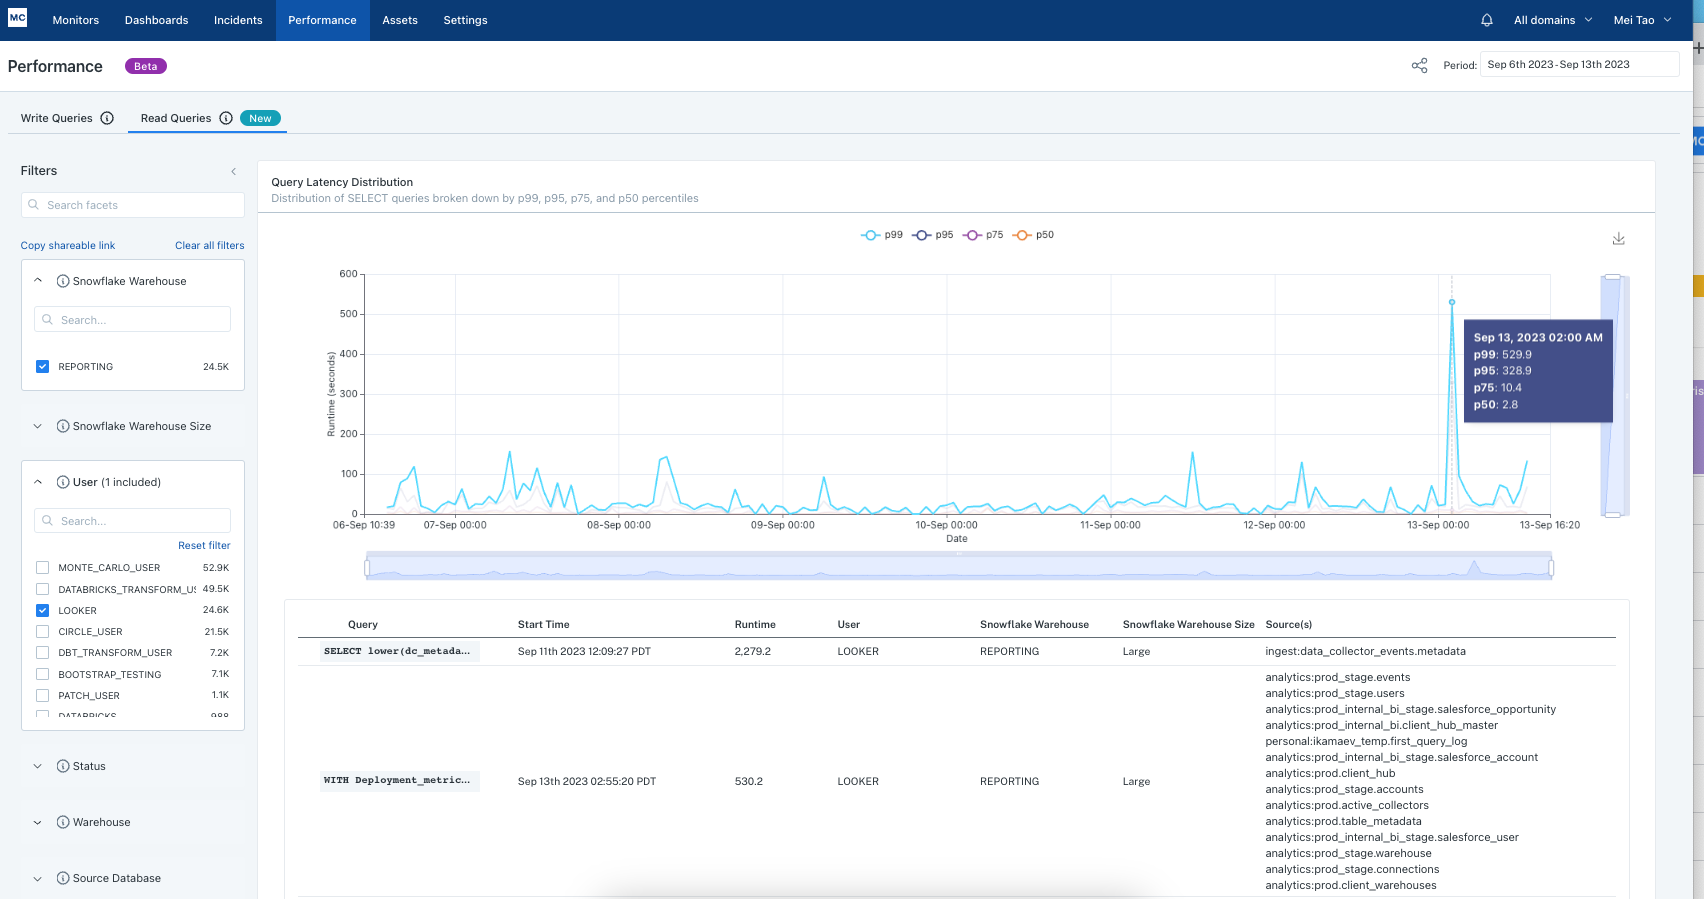 MC Monitors Dashboards Incidents Performance Assets Settings All domains Mei Tao
Performance Beta
Period: Sep 6th 2023 - Sep 13th 2023
Write Queries Read Queries New
Filters
Search facets
Copy shareable link Clear all filters
Snowflake Warehouse
Search...
REPORTING 24.5K
Snowflake Warehouse Size
User (1 included)
Search...
Reset filter
MONTE_CARLO_USER 52.9K
DATABRICKS_TRANSFORM_US 49.5K
LOOKER 24.6K
CIRCLE_USER 21.5K
DBT_TRANSFORM_USER 7.2K
BOOTSTRAP_TESTING 7.1K
PATCH_USER 1.1K
DATABRICKS 988
Status
Warehouse
Source Database
Query Latency Distribution
Distribution of SELECT queries broken down by p99, p95, p75, and p50 percentiles
p99 p95 p75 p50
Runtime (seconds)
600
500
400
300
200
100
0
06-Sep 10:39 07-Sep 00:00 08-Sep 00:00 09-Sep 00:00 10-Sep 00:00 11-Sep 00:00 12-Sep 00:00 13-Sep 00:00 13-Sep 16:20
Date
Sep 13, 2023 02:00 AM
p99: 529.9
p95: 328.9
p75: 10.4
p50: 2.8
Query Start Time Runtime User Snowflake Warehouse Snowflake Warehouse Size Source(s)
SELECT lower(dc_metada... Sep 11th 2023 12:09:27 PDT 2,279.2 LOOKER REPORTING Large ingest:data_collector_events.metadata
WITH Deployment_metric... Sep 13th 2023 02:55:20 PDT 530.2 LOOKER REPORTING Large
analytics:prod_stage.events
analytics:prod_stage.users
analytics:prod_internal_bi_stage.salesforce_opportunity
analytics:prod_internal_bi.client_hub_master
personal:ikamaev_temp.first_query_log
analytics:prod_internal_bi_stage.salesforce_account
analytics:prod.client_hub
analytics:prod_stage.accounts
analytics:prod.active_collectors
analytics:prod.table_metadata
analytics:prod_internal_bi_stage.salesforce_user
analytics:prod_stage.warehouse
analytics:prod_stage.connections
analytics:prod.client_warehouses